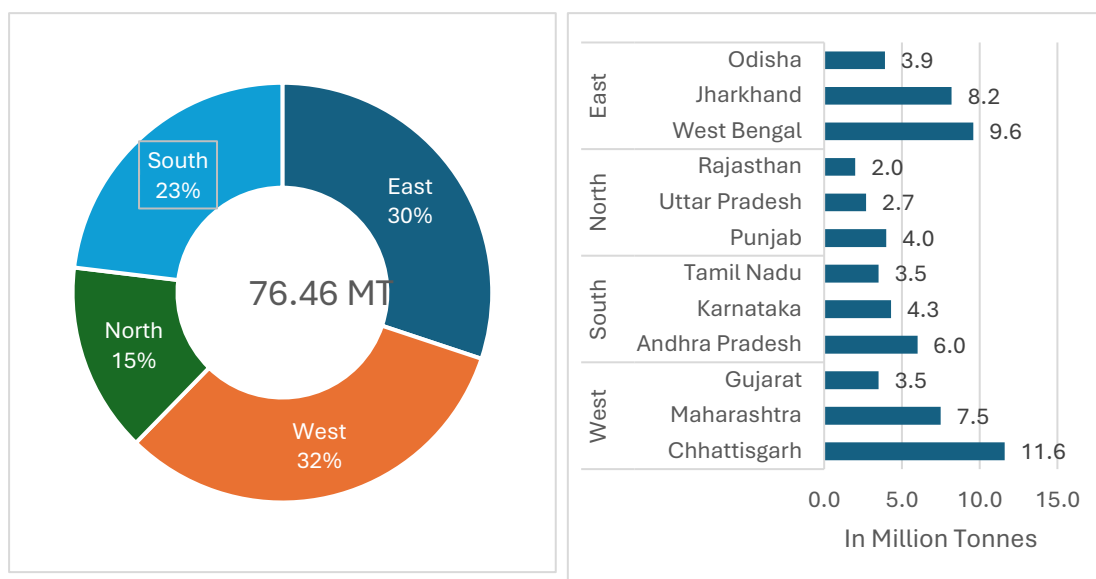 East
30%
West
32%
North
15%
South
23%
76.46 MT
East
Odisha 3.9
Jharkhand 8.2
West Bengal 9.6
North
Rajasthan 2.0
Uttar Pradesh 2.7
Punjab 4.0
South
Tamil Nadu 3.5
Karnataka 4.3
Andhra Pradesh 6.0
West
Gujarat 3.5
Maharashtra 7.5
Chhattisgarh 11.6
0.0 5.0 10.0 15.0
In Million Tonnes